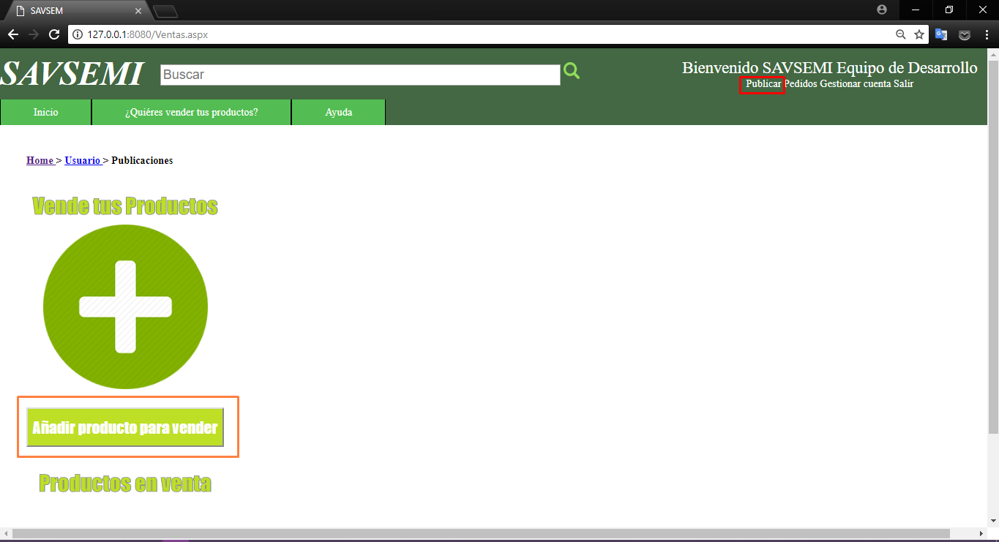 SAVSEM
127.0.0.1:8080/Ventas.aspx
SAVSEMI
Buscar
Bienvenido SAVSEMI Equipo de Desarrollo
Publicar Pedidos Gestionar cuenta Salir
Inicio
¿Quiéres vender tus productos?
Ayuda
Home > Usuario > Publicaciones
Vende tus Productos
Añadir producto para vender
Productos en venta